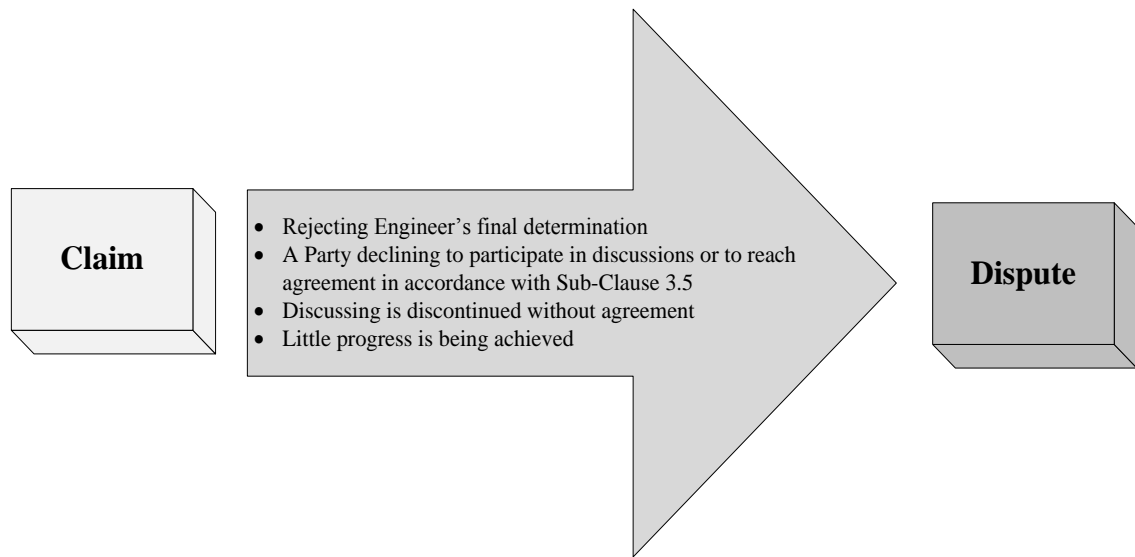 Claim
• Rejecting Engineer’s final determination
• A Party declining to participate in discussions or to reach
agreement in accordance with Sub-Clause 3.5
• Discussing is discontinued without agreement
• Little progress is being achieved
Dispute